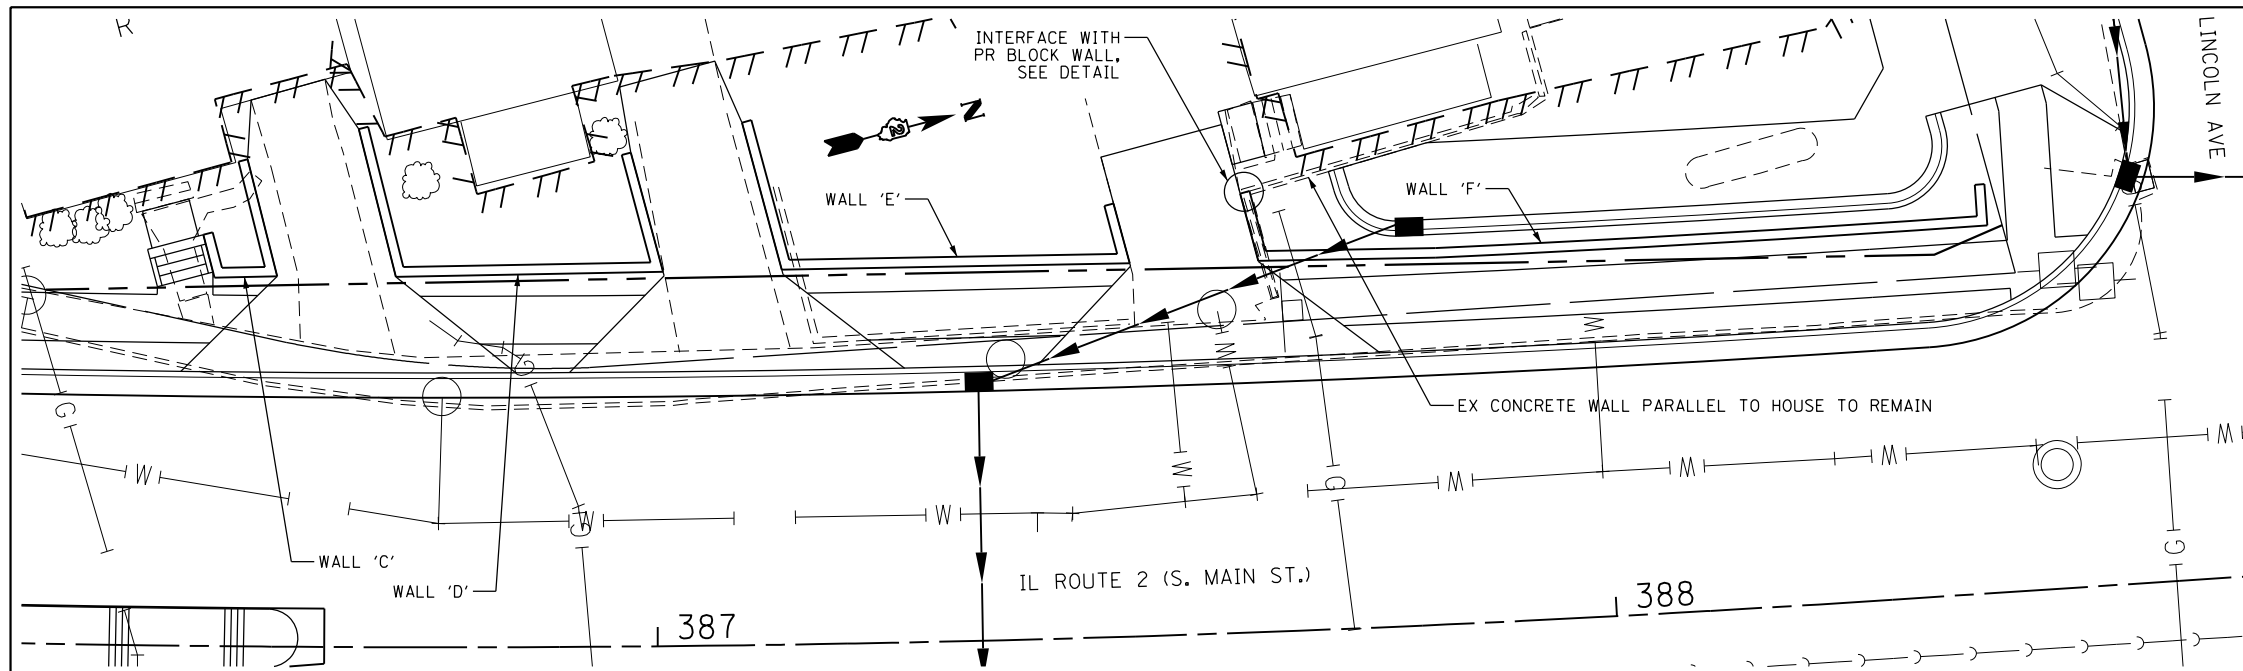 R
INTERFACE WITH
PR BLOCK WALL,
SEE DETAIL
LINCOLN AVE
2
N
WALL 'E'
WALL 'F'
G
EX CONCRETE WALL PARALLEL TO HOUSE TO REMAIN
W
W
G
G
W
W
W
W
W
W
W
W
G
G
WALL 'C'
WALL 'D'
IL ROUTE 2 (S. MAIN ST.)
387
388